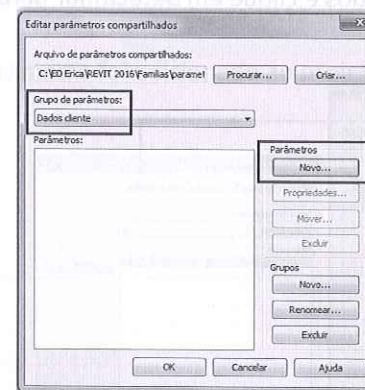 Editar parâmetros compartilhados
Arquivo de parâmetros compartilhados:
C:\ED Erica\REVIT 2016\Familias\paramet
Procurar...
Criar...
Grupo de parâmetros:
Dados cliente
Parâmetros:
Parâmetros
Novo...
Propriedades...
Mover...
Excluir
Grupos
Novo...
Renomear...
Excluir
OK
Cancelar
Ajuda